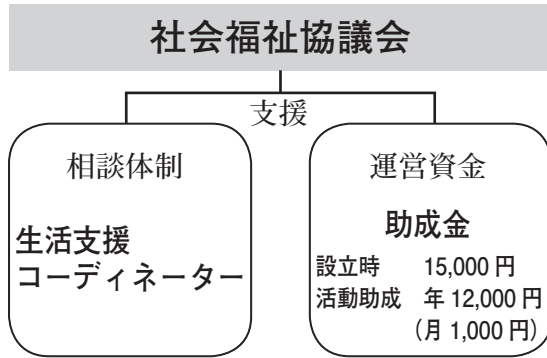 社会福祉協議会
支援
相談体制
生活支援
コーディネーター
運営資金
助成金
設立時 15,000 円
活動助成 年 12,000 円
(月 1,000 円)